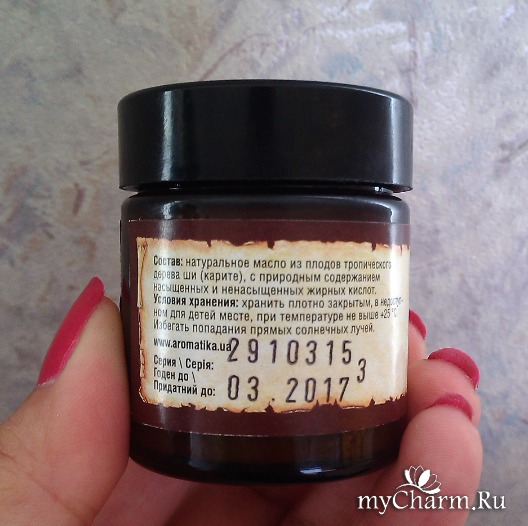 Состав: натуральное масло из плодов тропического
дерева ши (карите), с природным содержанием
насыщенных и ненасыщенных жирных кислот.
Условия хранения: хранить плотно закрытым, в недоступ-
ном для детей месте, при температуре не выше +25 °С.
Избегать попадания прямых солнечных лучей.
www.aromatika.ua
Серия \ Серія: 2910315 3
Годен до \
Придатний до: 03.2017
myCharm.Ru